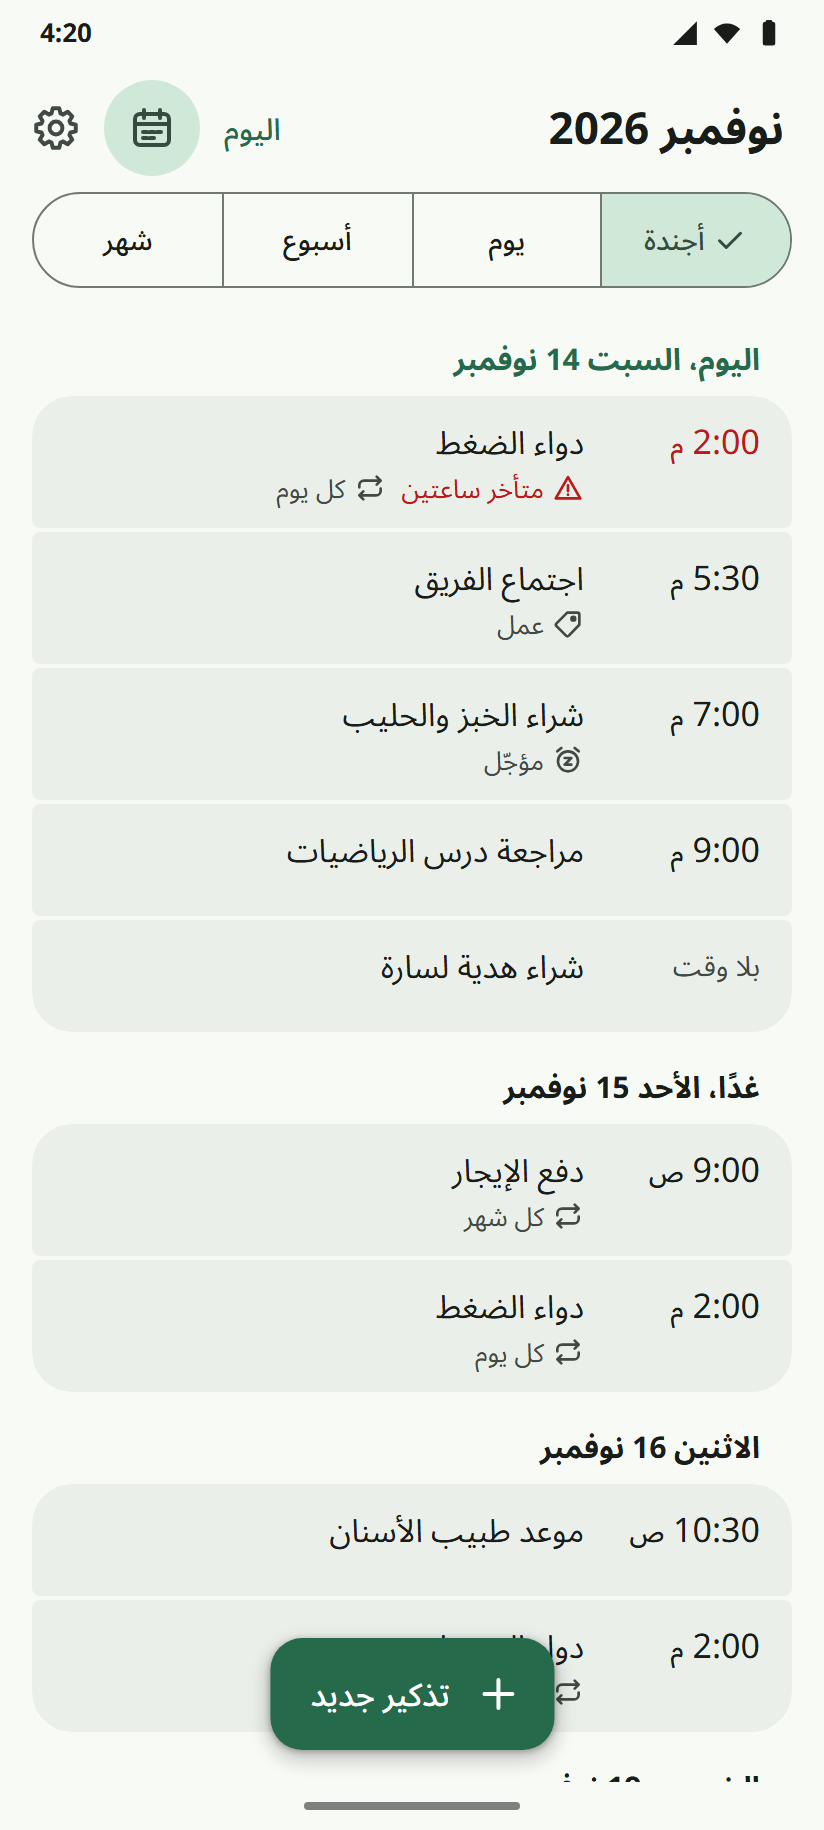 4:20
نوفمبر 2026
اليوم
أجندة
يوم
أسبوع
شهر
اليوم، السبت 14 نوفمبر
2:00 م
دواء الضغط
متأخر ساعتين
كل يوم
5:30 م
اجتماع الفريق
عمل
7:00 م
شراء الخبز والحليب
مؤجّل
9:00 م
مراجعة درس الرياضيات
بلا وقت
شراء هدية لسارة
غدًا، الأحد 15 نوفمبر
9:00 ص
دفع الإيجار
كل شهر
2:00 م
دواء الضغط
كل يوم
الاثنين 16 نوفمبر
10:30 ص
موعد طبيب الأسنان
2:00 م
تذكير جديد